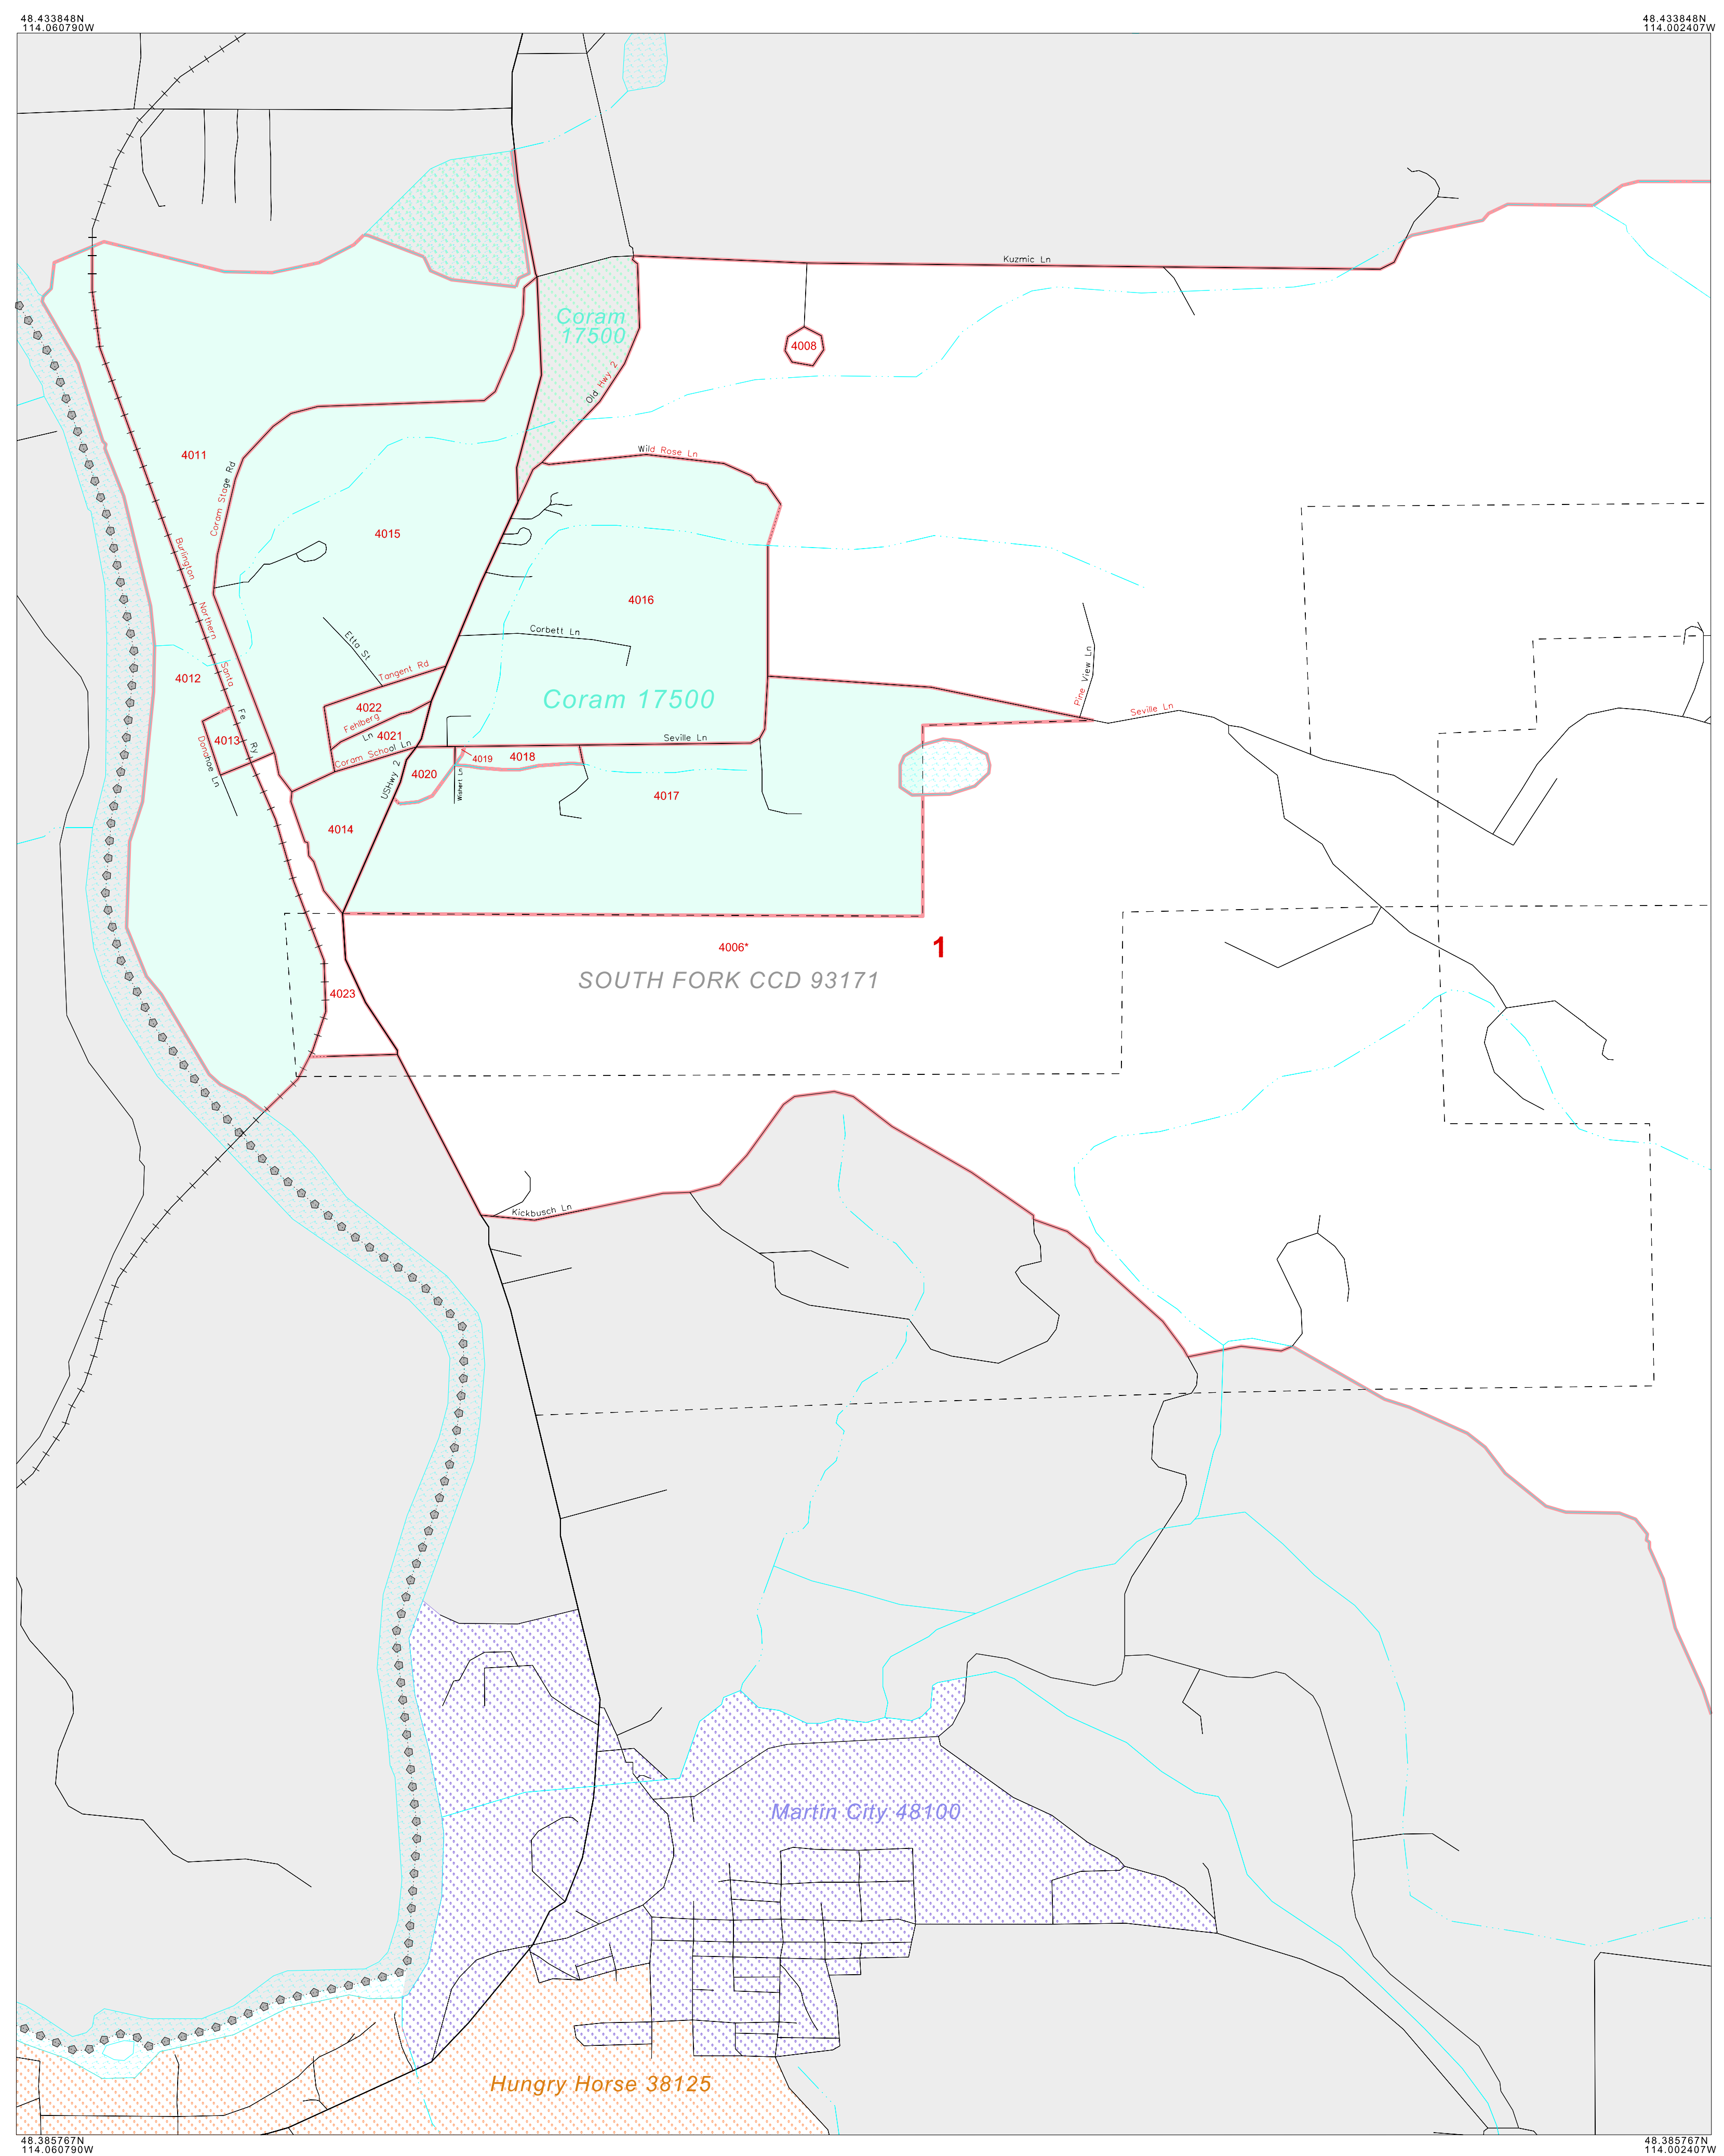 48.433848N
114.060790W
48.433848N
114.002407W
Kuzmic Ln
Coram
17500
4008
Old Hwy 2
Wild Rose Ln
4011
Coram Stage Rd
4015
Burlington
Northern
Santa
Fe
Ry
4016
Corbett Ln
Etta St
Tangent Rd
4012
Pine View Ln
Coram 17500
4022
Fehlberg
Ln
4021
Seville Ln
4013
Donahoe Ln
Coram School Ln
Seville Ln
4019
4018
4020
USHwy 2
Wishert Ln
4017
4014
4006*
1
SOUTH FORK CCD 93171
4023
Kickbusch Ln
Martin City 48100
Hungry Horse 38125
48.385767N
114.060790W
48.385767N
114.002407W